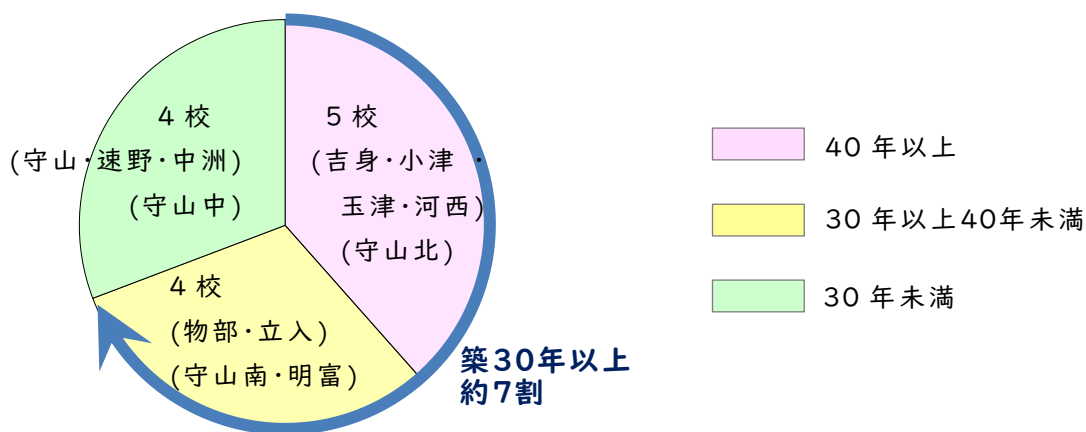 4 校
(守山･速野･中洲)
(守山中)
5 校
(吉身･小津 ･
玉津･河西)
(守山北)
4 校
(物部･立入)
(守山南･明富)
築30年以上
約7割
40 年以上
30 年以上40年未満
30 年未満